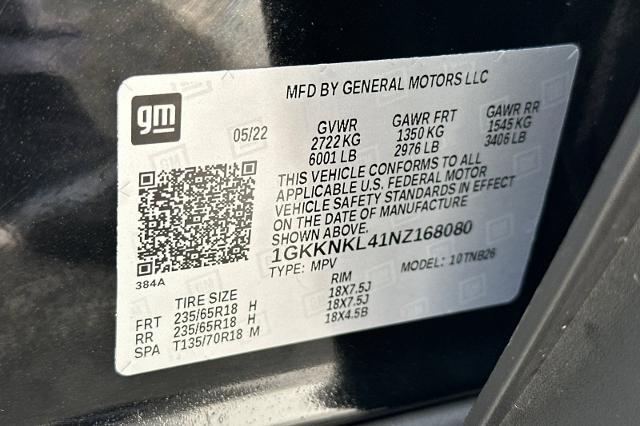 MFD BY GENERAL MOTORS LLC
gm
05/22
GVWR GAWR FRT GAWR RR
2722 KG 1350 KG 1545 KG
6001 LB 2976 LB 3406 LB
THIS VEHICLE CONFORMS TO ALL
APPLICABLE U.S. FEDERAL MOTOR
VEHICLE SAFETY STANDARDS IN EFFECT
ON THE DATE OF MANUFACTURE
SHOWN ABOVE.
1GKKNKL41NZ168080
TYPE: MPV MODEL: 10TNB26
384A
TIRE SIZE RIM
FRT 235/65R18 H 18X7.5J
RR 235/65R18 H 18X7.5J
SPA T135/70R18 M 18X4.5B